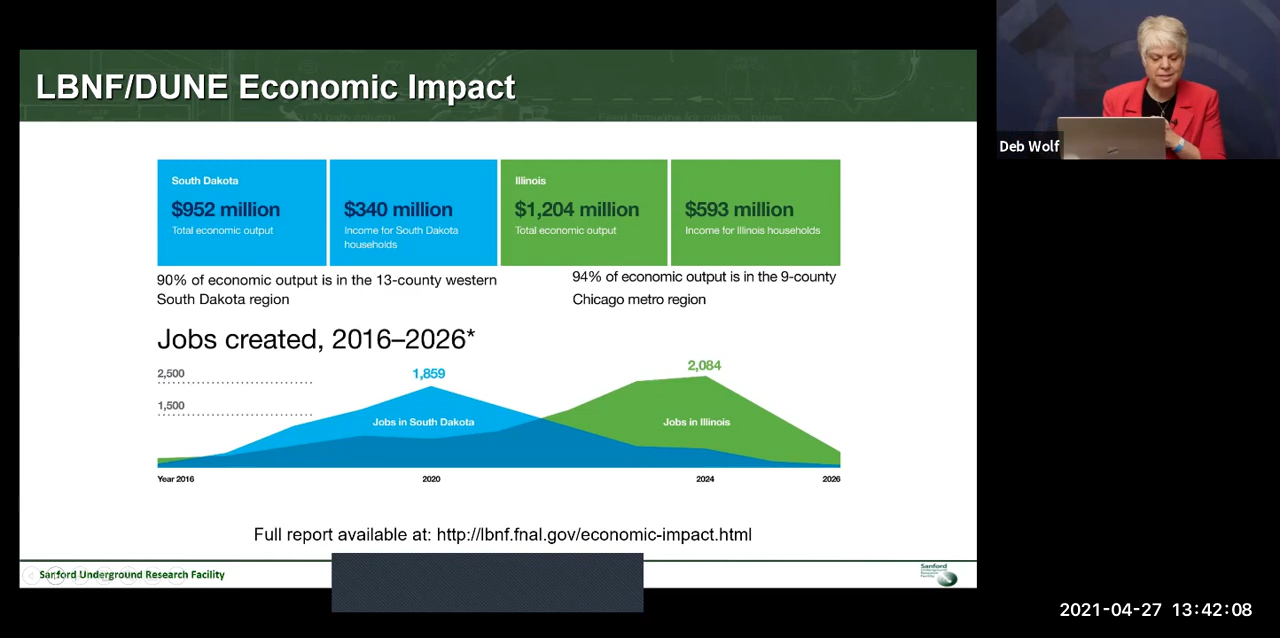 LBNF/DUNE Economic Impact
Deb Wolf
South Dakota
$952 million
Total economic output
$340 million
Income for South Dakota
households
Illinois
$1,204 million
Total economic output
$593 million
Income for Illinois households
90% of economic output is in the 13-county western
South Dakota region
94% of economic output is in the 9-county
Chicago metro region
Jobs created, 2016–2026*
2,500
1,500
1,859
2,084
Jobs in South Dakota
Jobs in Illinois
Year 2016
2020
2024
2026
Full report available at: http://lbnf.fnal.gov/economic-impact.html
Sanford Underground Research Facility
Sanford
Underground
Research
Facility
2021-04-27 13:42:08